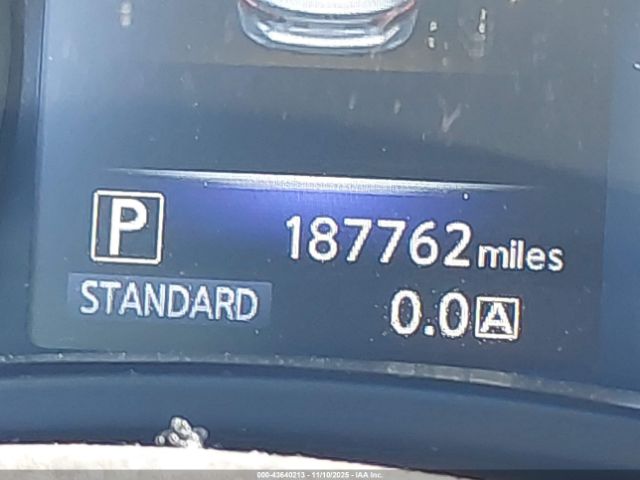 P 187762 miles
STANDARD 0.0 A
000-43640213 - 11/10/2025 - IAA Inc.